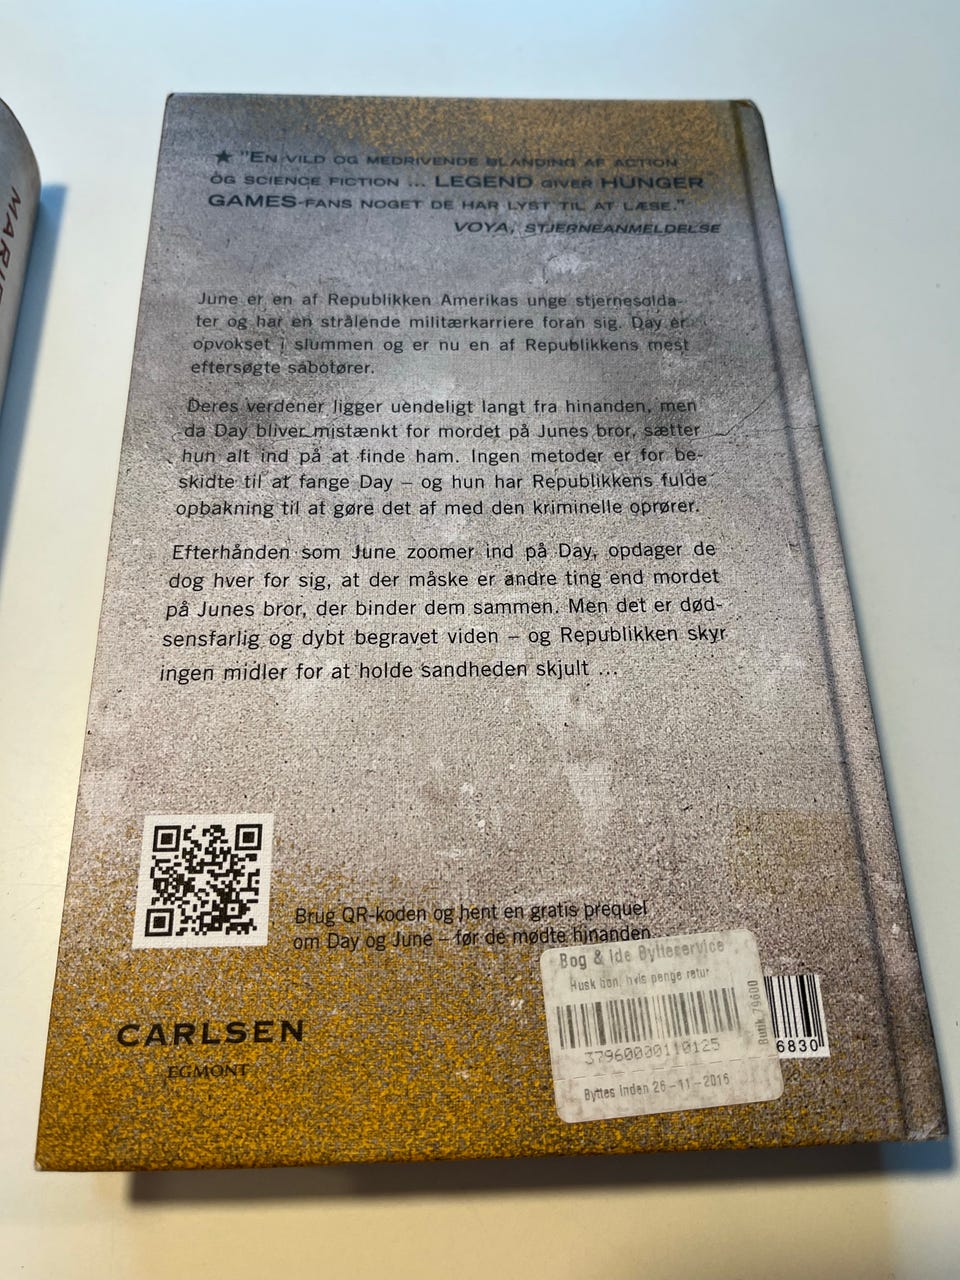 MARIE
★ "EN VILD OG MEDRIVENDE BLANDING AF ACTION
OG SCIENCE FICTION ... LEGEND GIVER HUNGER
GAMES-FANS NOGET DE HAR LYST TIL AT LÆSE."
VOYA, STJERNEANMELDELSE
June er en af Republikken Amerikas unge stjernesolda-
ter og har en strålende militærkarriere foran sig. Day er
opvokset i slummen og er nu en af Republikkens mest
eftersøgte sabotører.
Deres verdener ligger uendeligt langt fra hinanden, men
da Day bliver mistænkt for mordet på Junes bror, sætter
hun alt ind på at finde ham. Ingen metoder er for be-
skidte til at fange Day – og hun har Republikkens fulde
opbakning til at gøre det af med den kriminelle oprører.
Efterhånden som June zoomer ind på Day, opdager de
dog hver for sig, at der måske er andre ting end mordet
på Junes bror, der binder dem sammen. Men det er død-
sensfarlig og dybt begravet viden – og Republikken skyr
ingen midler for at holde sandheden skjult ...
Brug QR-koden og hent en gratis prequel
om Day og June – før de mødte hinanden.
Bog & Ide Bytteservice
Husk bon, hvis penge retur
37960000110125
Butik 79600
Byttes inden 26-11-2016
6830
CARLSEN
EGMONT